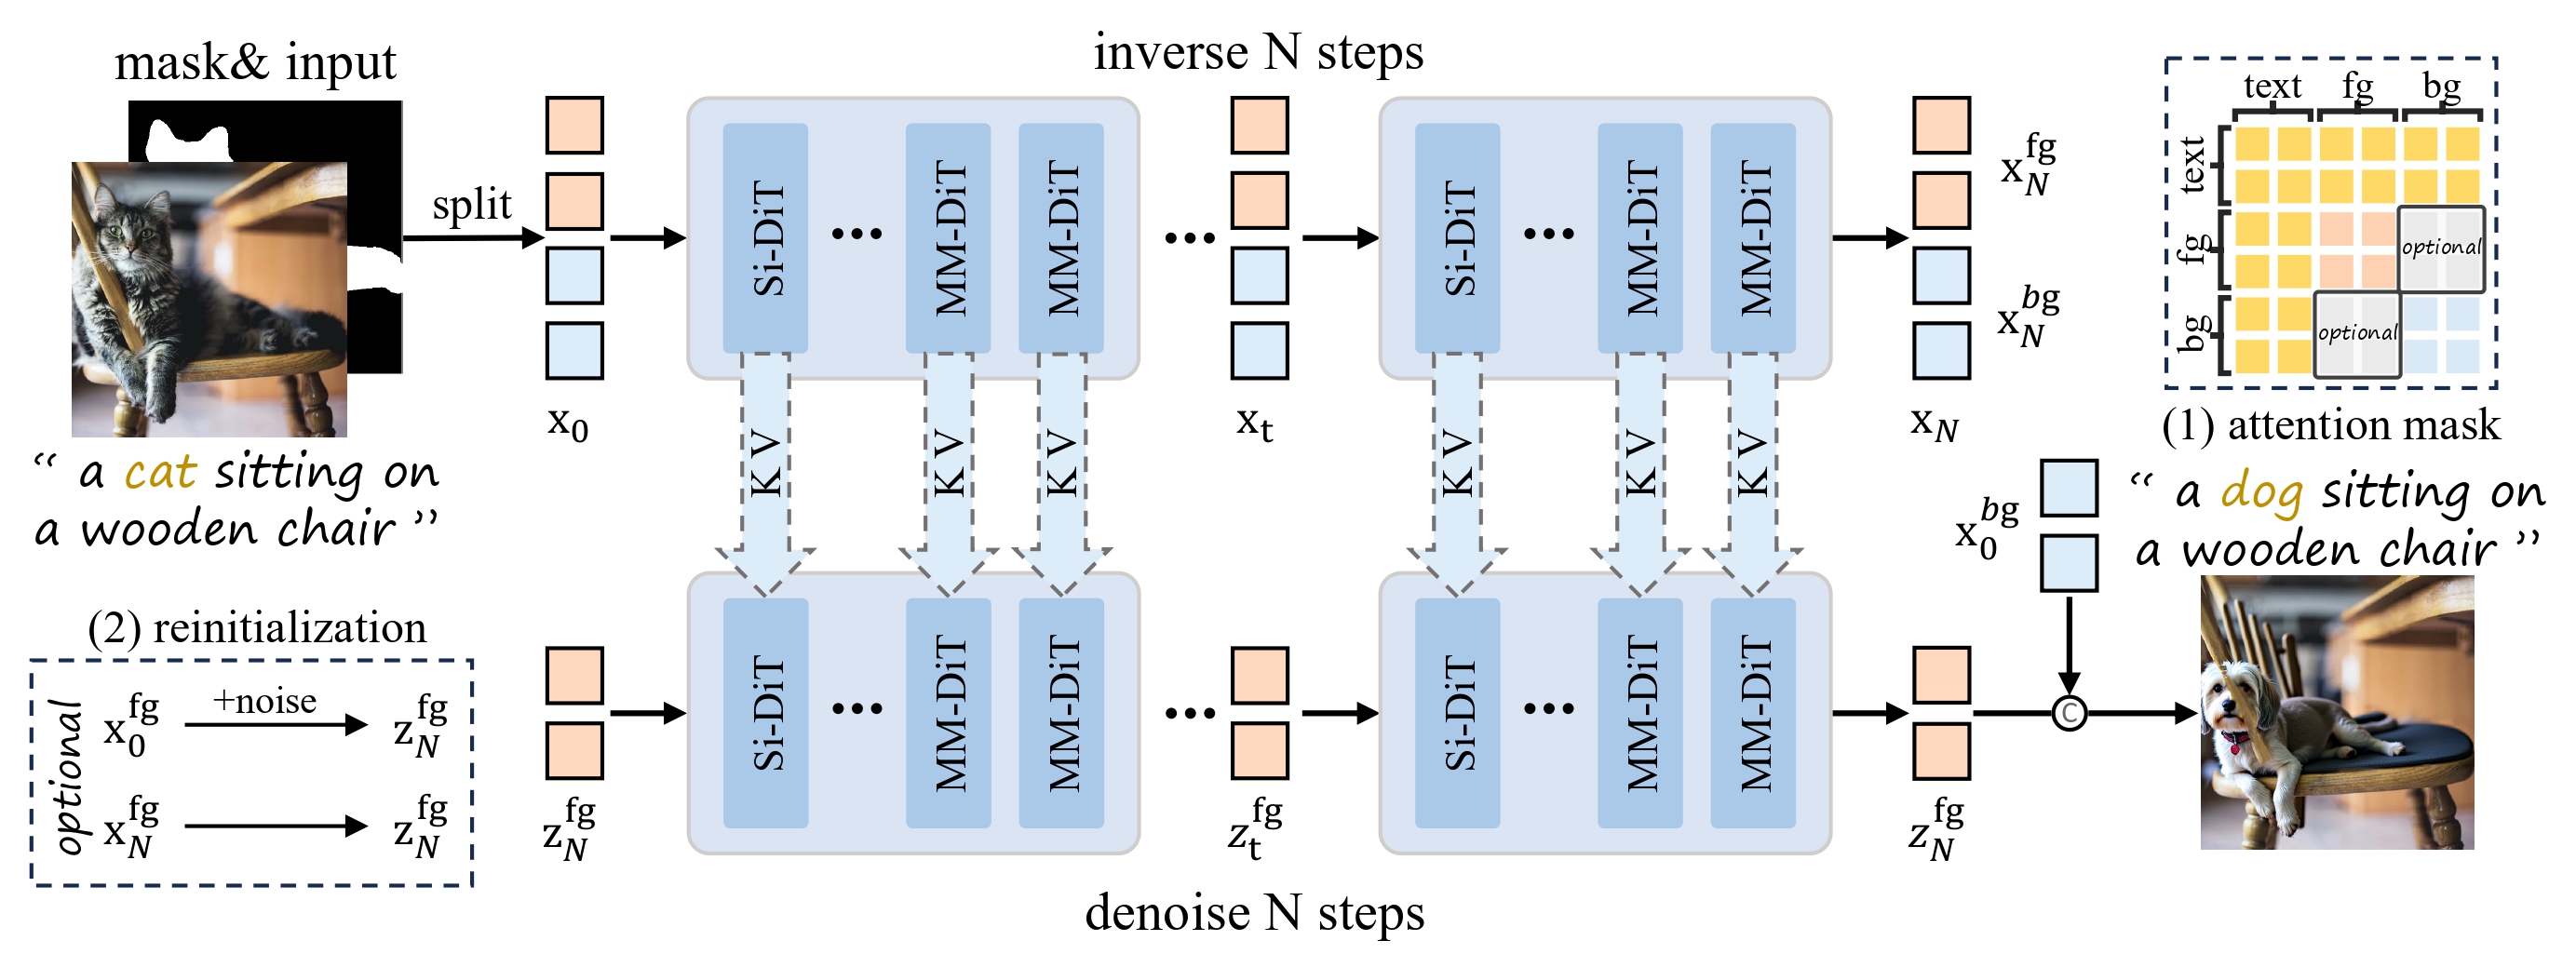 mask& input
inverse N steps
split
Si-DiT
•••
MM-DiT
MM-DiT
•••
Si-DiT
•••
MM-DiT
MM-DiT
x_N^fg
x_N^bg
x_0
x_t
x_N
text fg bg
text
fg
bg
optional
optional
(1) attention mask
“ a cat sitting on
a wooden chair ”
K V
K V
K V
K V
K V
K V
x_0^bg
“ a dog sitting on
a wooden chair ”
(2) reinitialization
optional
x_0^fg +noise z_N^fg
x_N^fg z_N^fg
Si-DiT
•••
MM-DiT
MM-DiT
•••
Si-DiT
•••
MM-DiT
MM-DiT
C
z_N^fg
z_t^fg
z_N^fg
denoise N steps